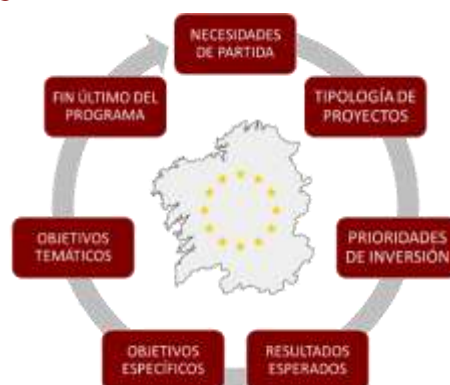 NECESIDADES
DE PARTIDA
TIPOLOGÍA DE
PROYECTOS
PRIORIDADES
DE INVERSIÓN
RESULTADOS
ESPERADOS
OBJETIVOS
ESPECÍFICOS
OBJETIVOS
TEMÁTICOS
FIN ÚLTIMO DEL
PROGRAMA